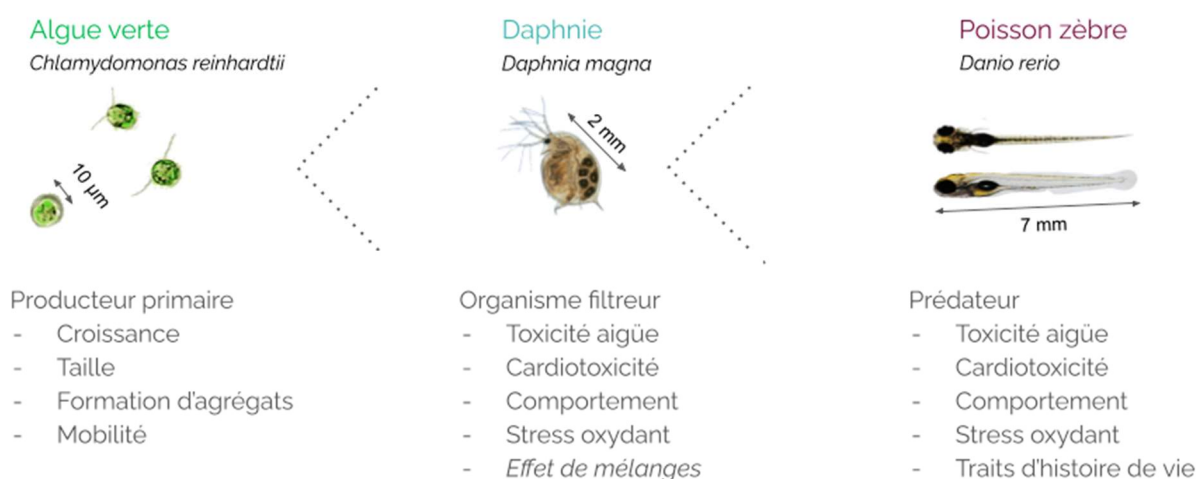 Algue verte
Chlamydomonas reinhardtii
10 µm
Producteur primaire
- Croissance
- Taille
- Formation d'agrégats
- Mobilité
Daphnie
Daphnia magna
2 mm
Organisme filtreur
- Toxicité aigüe
- Cardiotoxicité
- Comportement
- Stress oxydant
- Effet de mélanges
Poisson zèbre
Danio rerio
7 mm
Prédateur
- Toxicité aigüe
- Cardiotoxicité
- Comportement
- Stress oxydant
- Traits d'histoire de vie